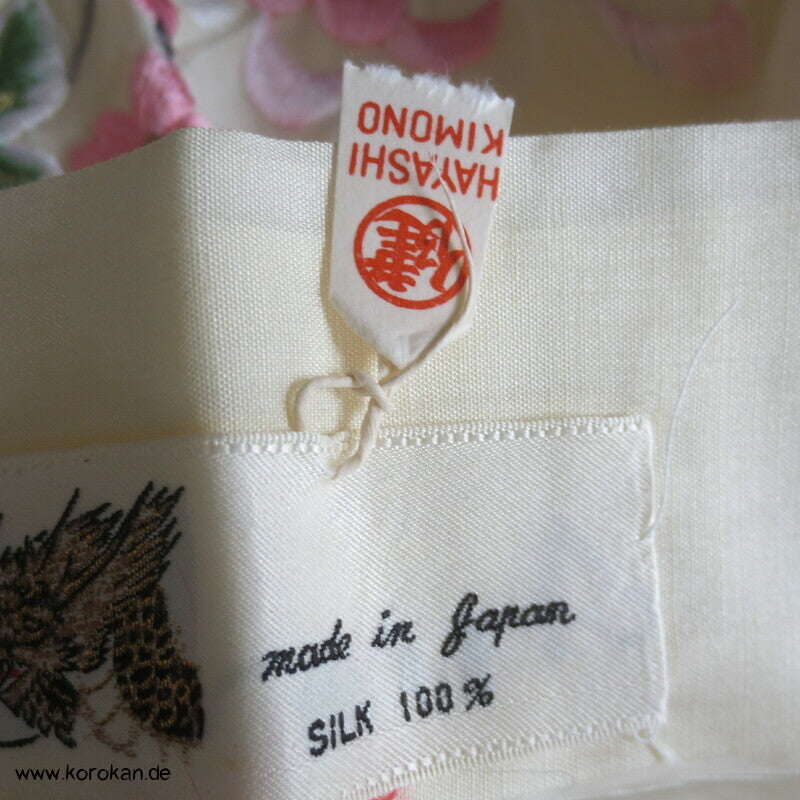 HAYASHI
KIMONO
made in Japan
SILK 100%
www.korokan.de